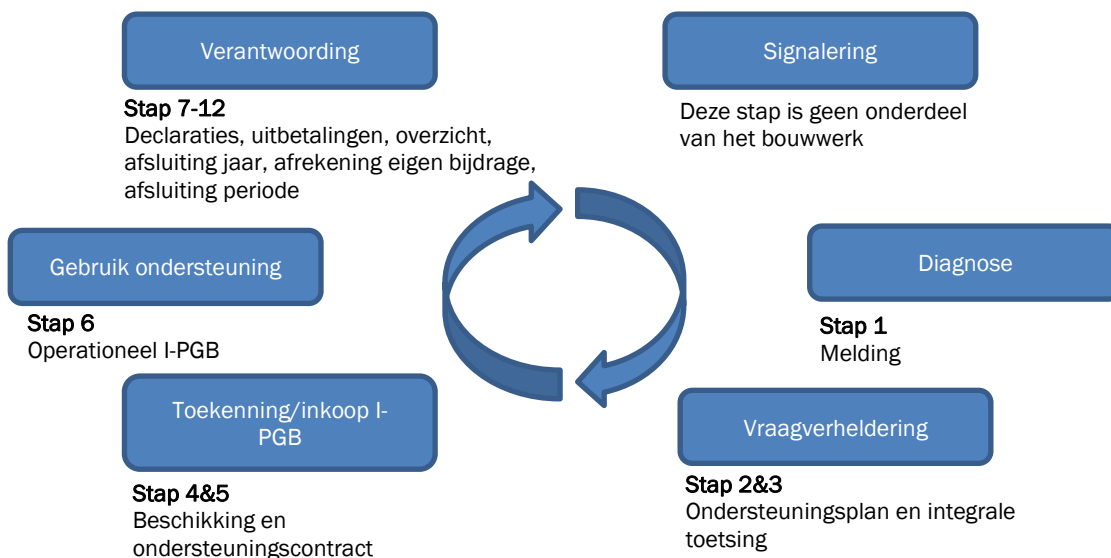 Verantwoording
Stap 7-12
Declaraties, uitbetalingen, overzicht,
afsluiting jaar, afrekening eigen bijdrage,
afsluiting periode
Signalering
Deze stap is geen onderdeel
van het bouwwerk
Gebruik ondersteuning
Stap 6
Operationeel I-PGB
Diagnose
Stap 1
Melding
Toekenning/inkoop I-
PGB
Stap 4&5
Beschikking en
ondersteuningscontract
Vraagverheldering
Stap 2&3
Ondersteuningsplan en integrale
toetsing